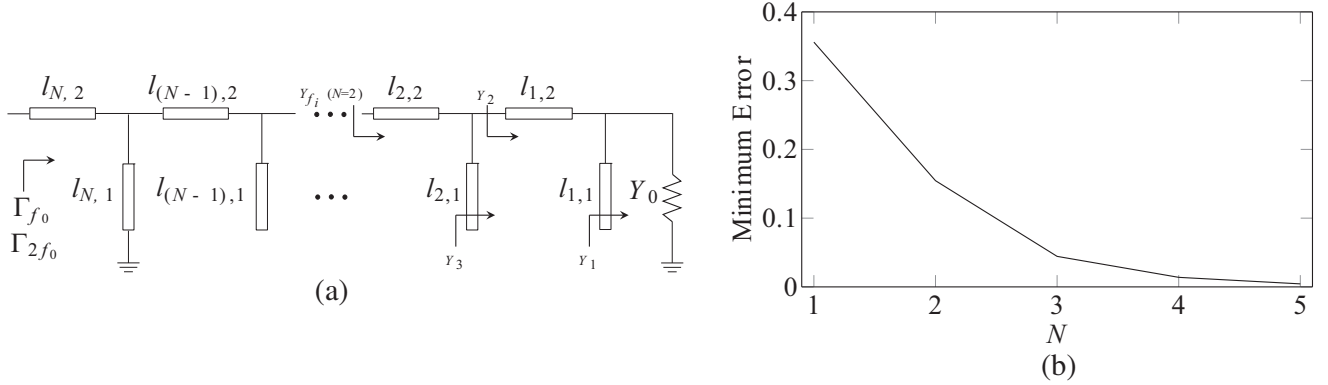 l_{N, 2}
l_{(N - 1),2}
Y_{f_i} (N=2)
l_{2,2}
Y_2
l_{1,2}
l_{N, 1}
l_{(N - 1),1}
l_{2,1}
l_{1,1}
Y_0
Γ_{f_0}
Γ_{2f_0}
Y_3
Y_1
(a)
Minimum Error
0.4
0.3
0.2
0.1
0
1 2 3 4 5
N
(b)